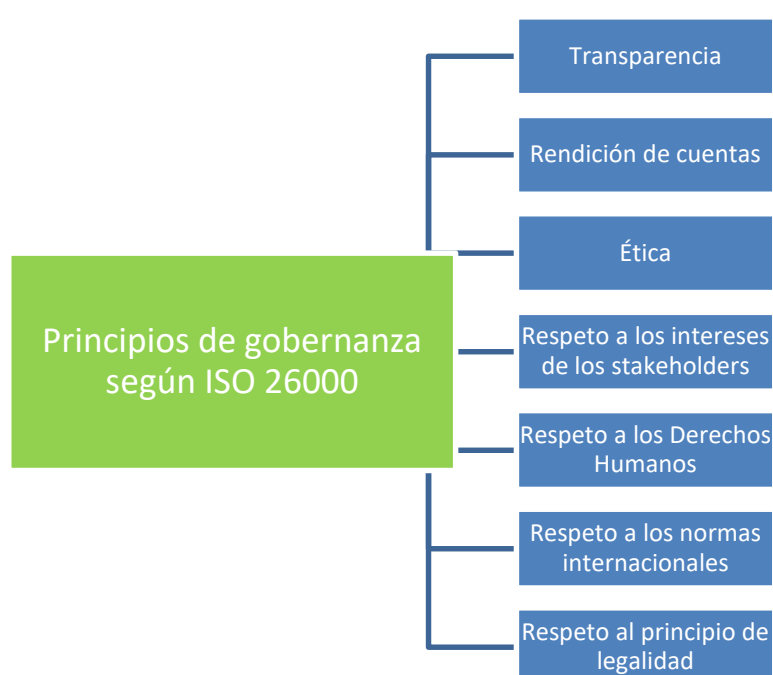 Transparencia
Rendición de cuentas
Ética
Principios de gobernanza
según ISO 26000
Respeto a los intereses
de los stakeholders
Respeto a los Derechos
Humanos
Respeto a los normas
internacionales
Respeto al principio de
legalidad